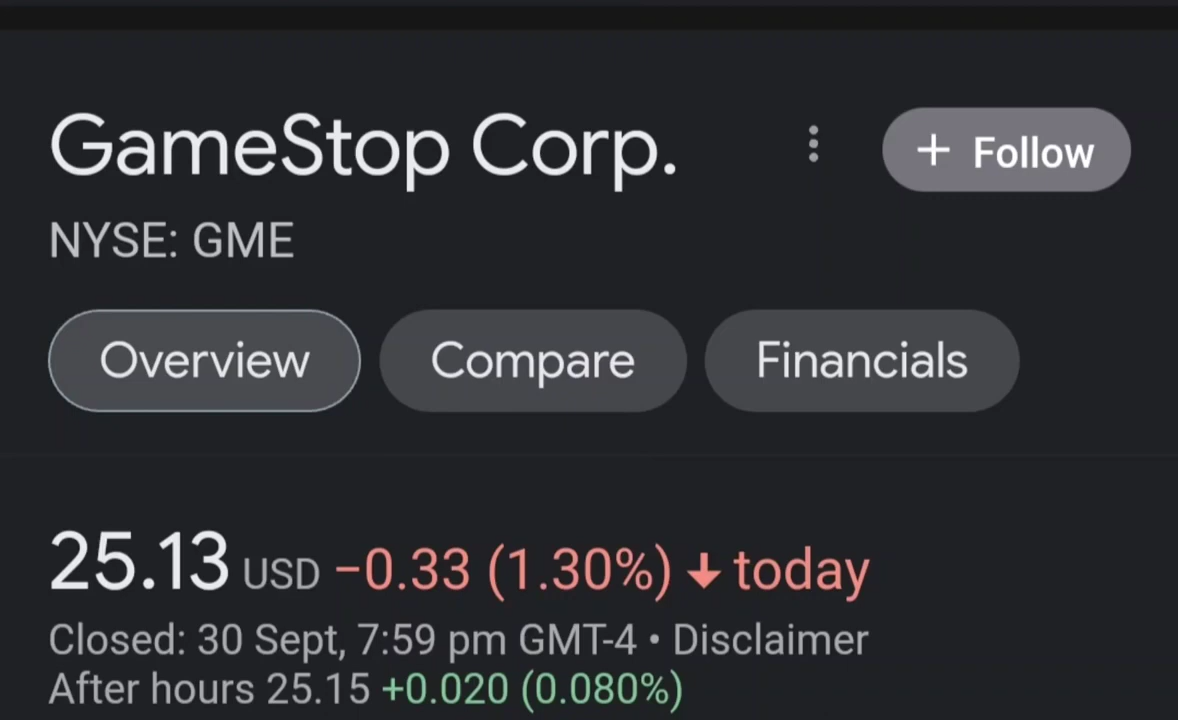 GameStop Corp.
+ Follow
NYSE: GME
Overview Compare Financials
25.13 USD −0.33 (1.30%) ↓ today
Closed: 30 Sept, 7:59 pm GMT-4 • Disclaimer
After hours 25.15 +0.020 (0.080%)